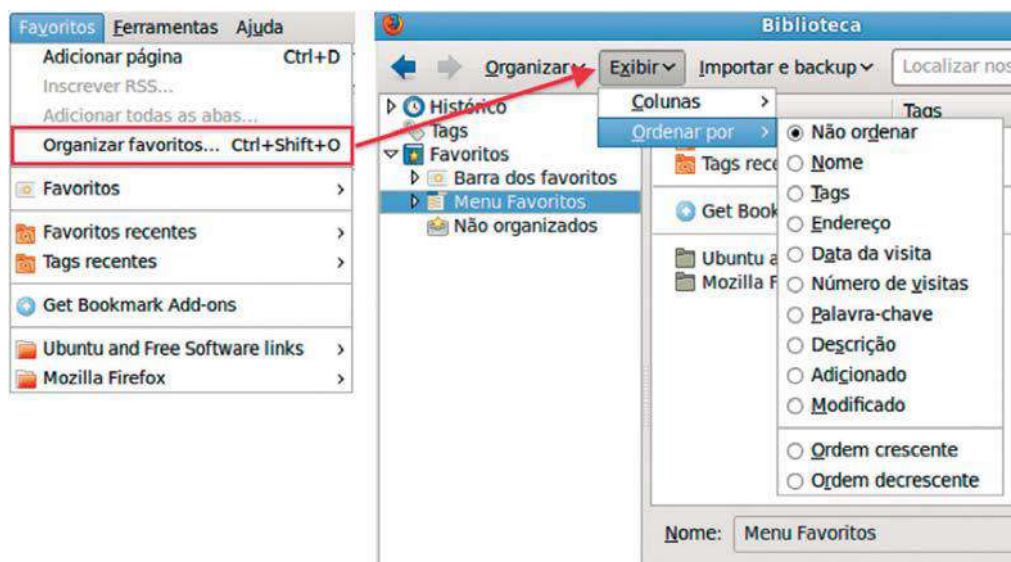 Favoritos Ferramentas Ajuda
Adicionar página Ctrl+D
Inscrever RSS...
Adicionar todas as abas...
Organizar favoritos... Ctrl+Shift+O
Favoritos
Favoritos recentes
Tags recentes
Get Bookmark Add-ons
Ubuntu and Free Software links
Mozilla Firefox
Biblioteca
Organizar Exibir Importar e backup Localizar nos
Histórico
Tags
Favoritos
Barra dos favoritos
Menu Favoritos
Não organizados
Colunas
Ordenar por
Tags
Tags rece
Get Book
Ubuntu a
Mozilla F
Não ordenar
Nome
Tags
Endereço
Data da visita
Número de visitas
Palavra-chave
Descrição
Adicionado
Modificado
Ordem crescente
Ordem decrescente
Nome: Menu Favoritos